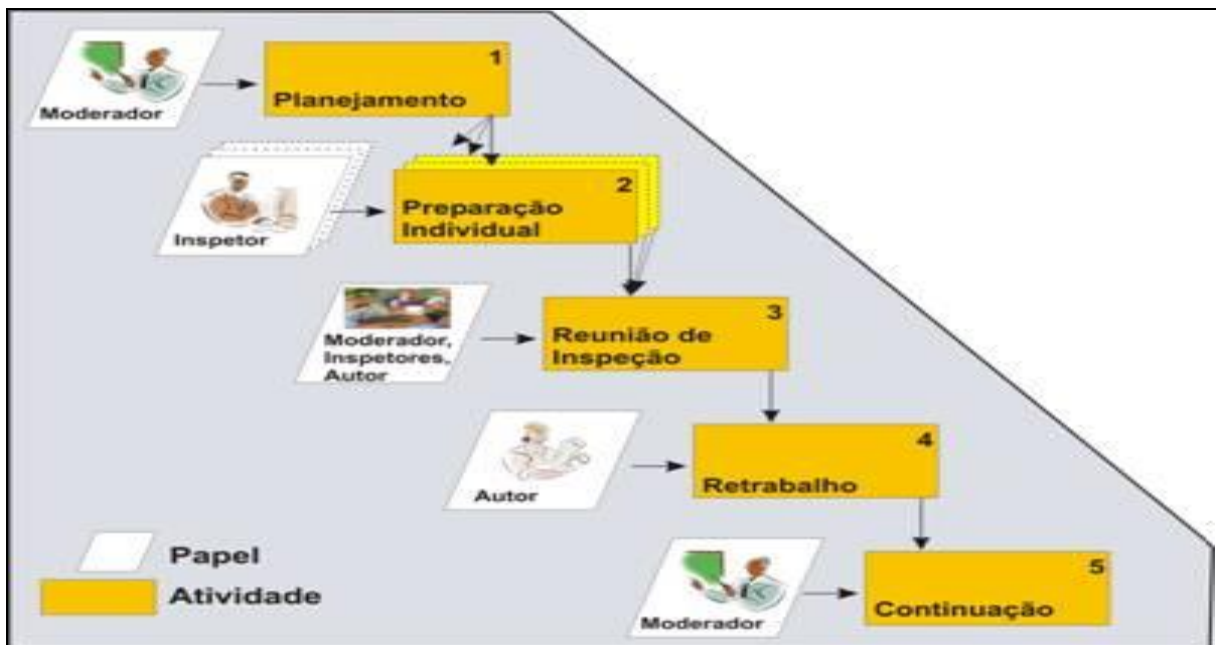 1
Planejamento
Moderador
2
Preparação
Individual
Inspetor
3
Reunião de
Inspeção
Moderador,
Inspetores,
Autor
4
Retrabalho
Autor
5
Continuação
Moderador
Papel
Atividade